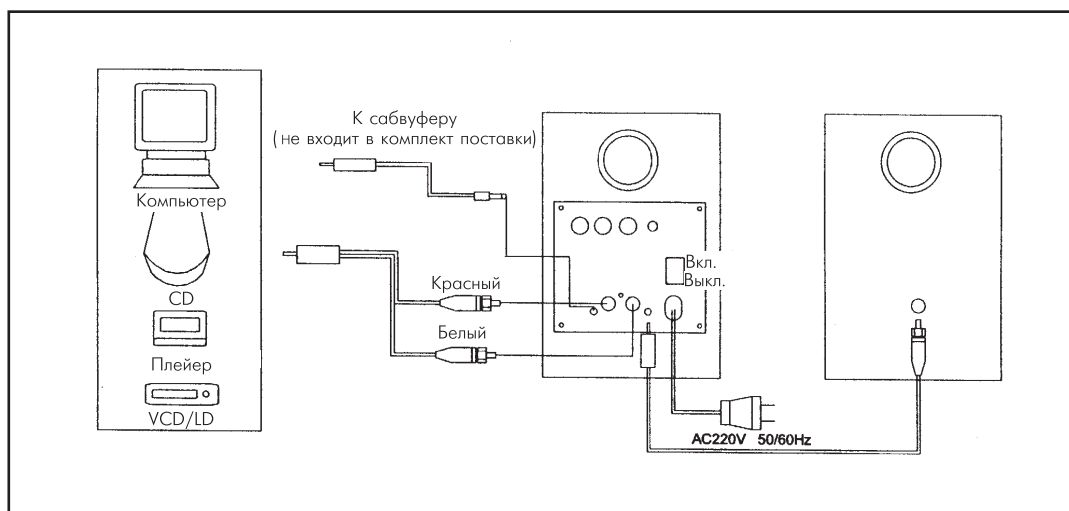 К сабвуферу
(не входит в комплект поставки)
Компьютер
CD
Плейер
VCD/LD
Красный
Белый
Вкл.
Выкл.
AC220V 50/60Hz